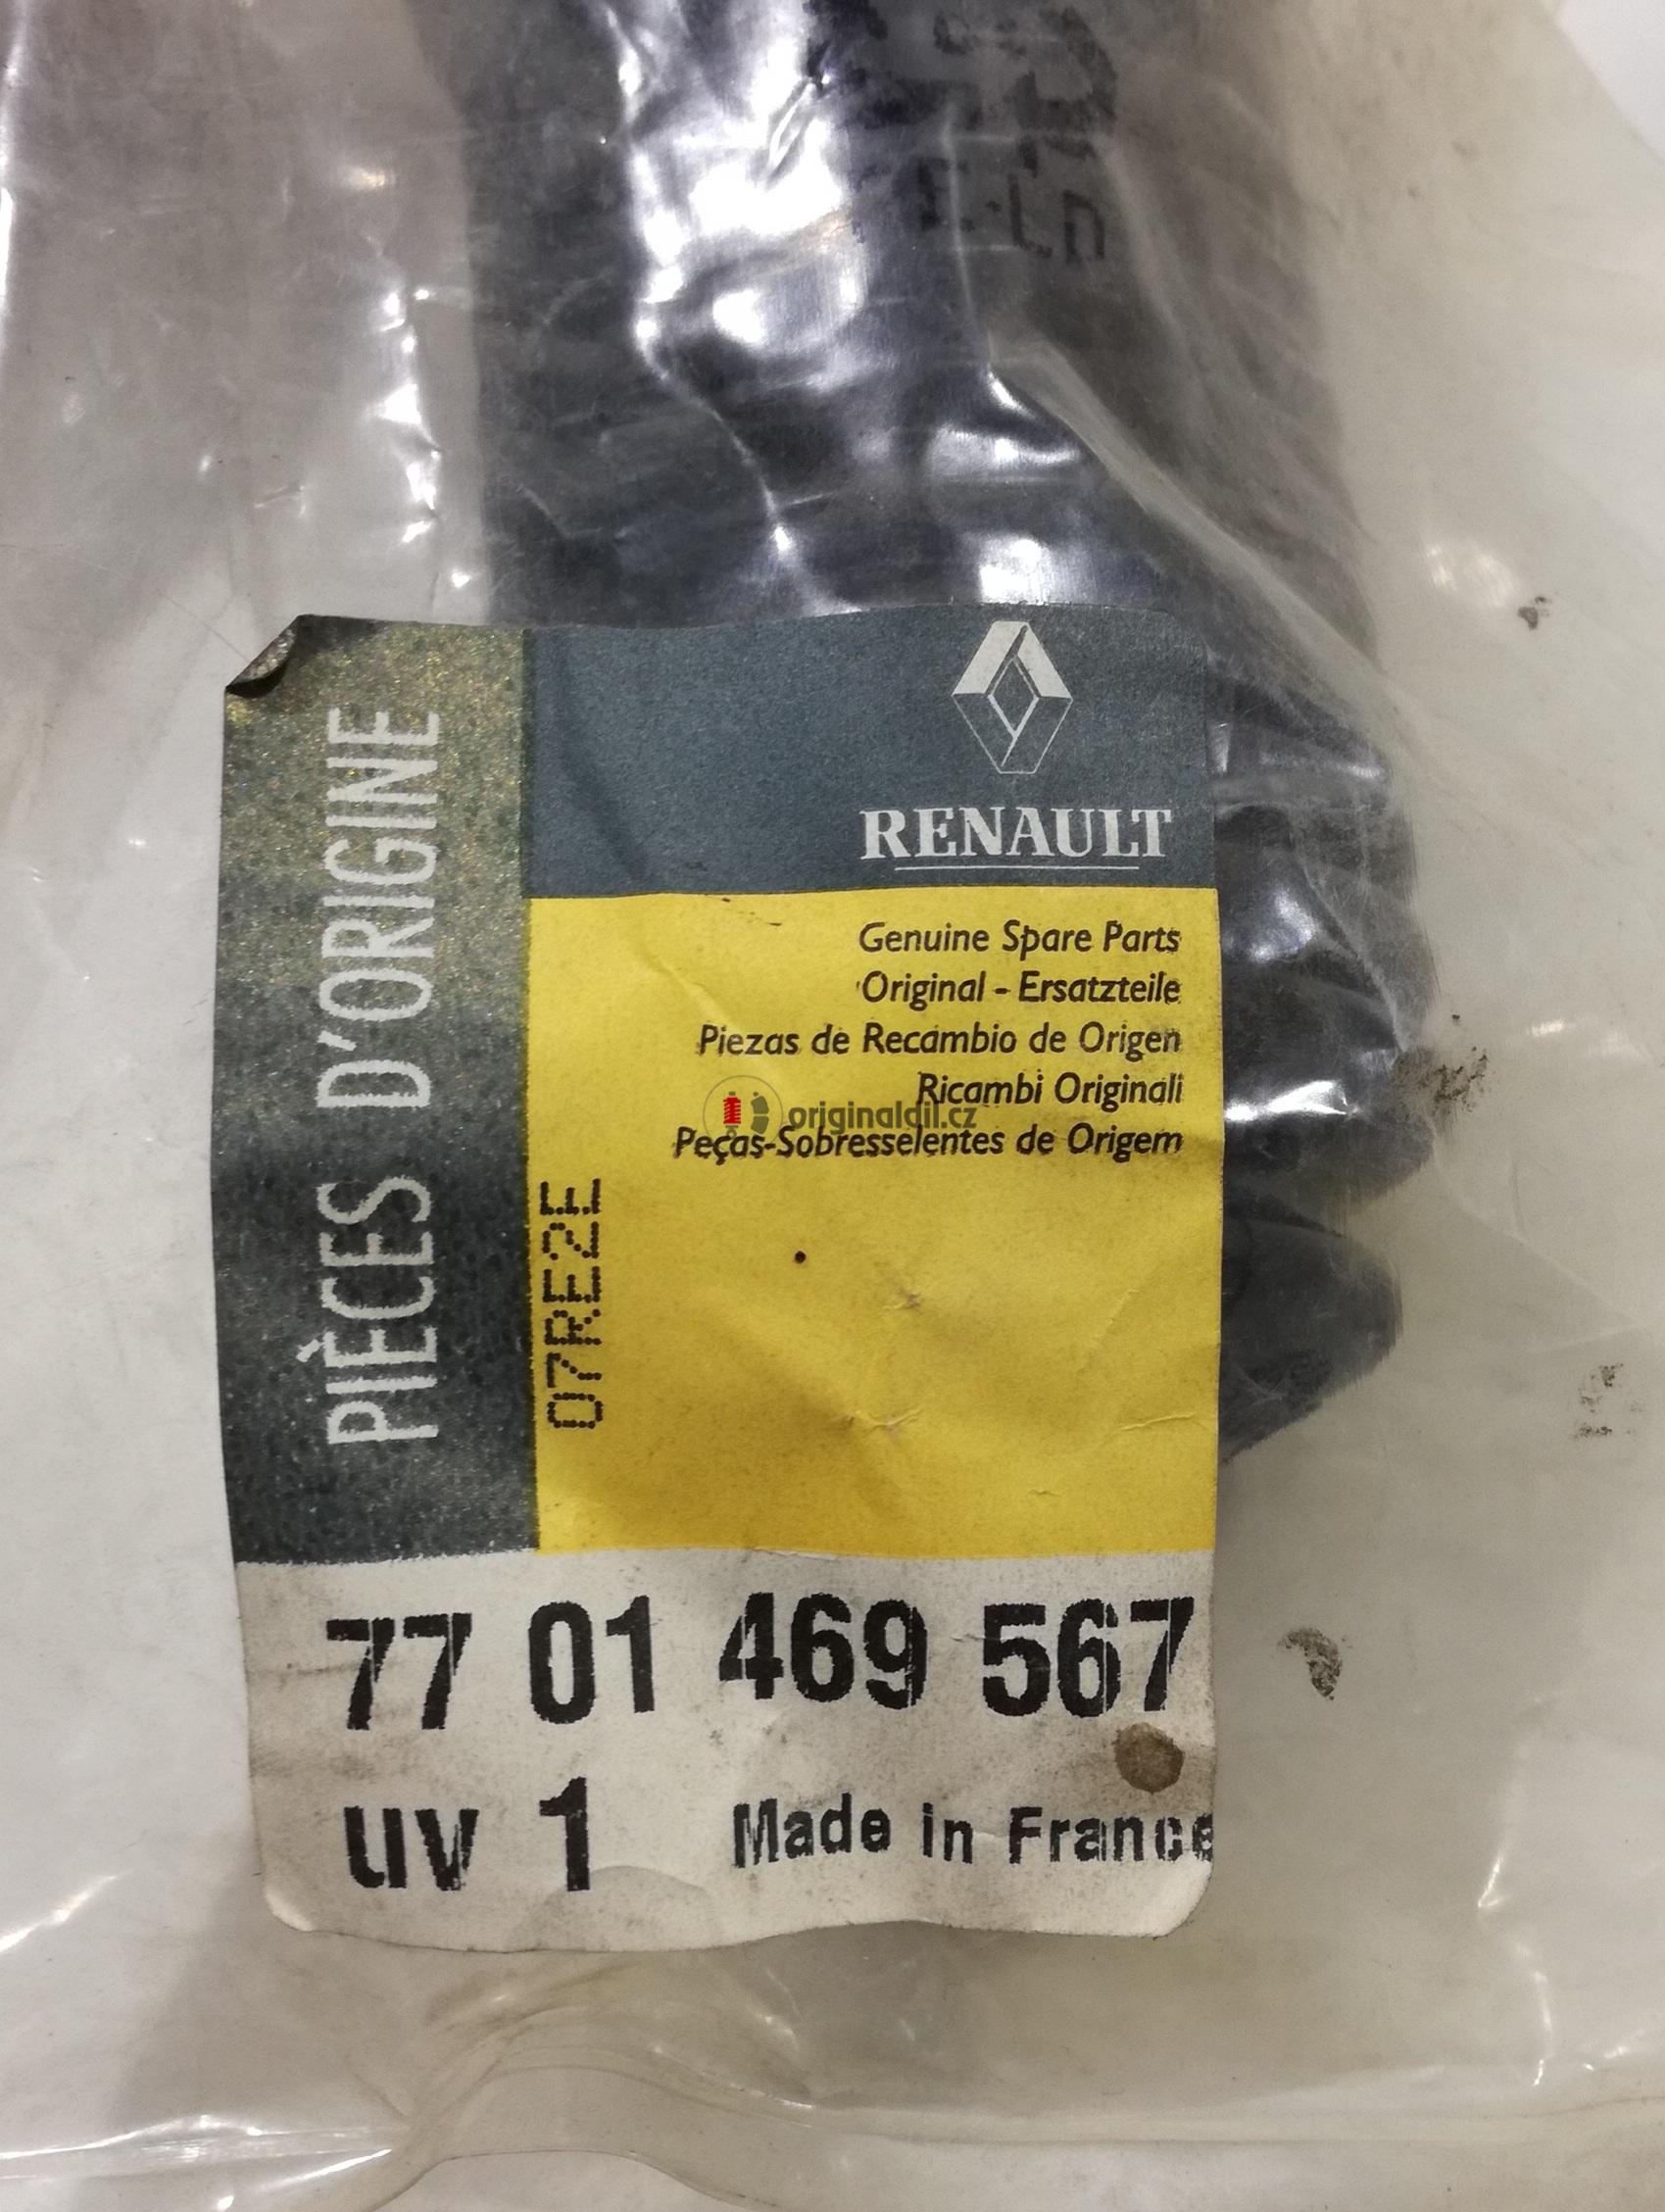 RENAULT
PIÈCES D'ORIGINE
Genuine Spare Parts
Original - Ersatzteile
Piezas de Recambio de Origen
Ricambi Originali
originaldil.cz
Peças-Sobresselentes de Origem
07RE2E
77 01 469 567
uv 1 Made in France